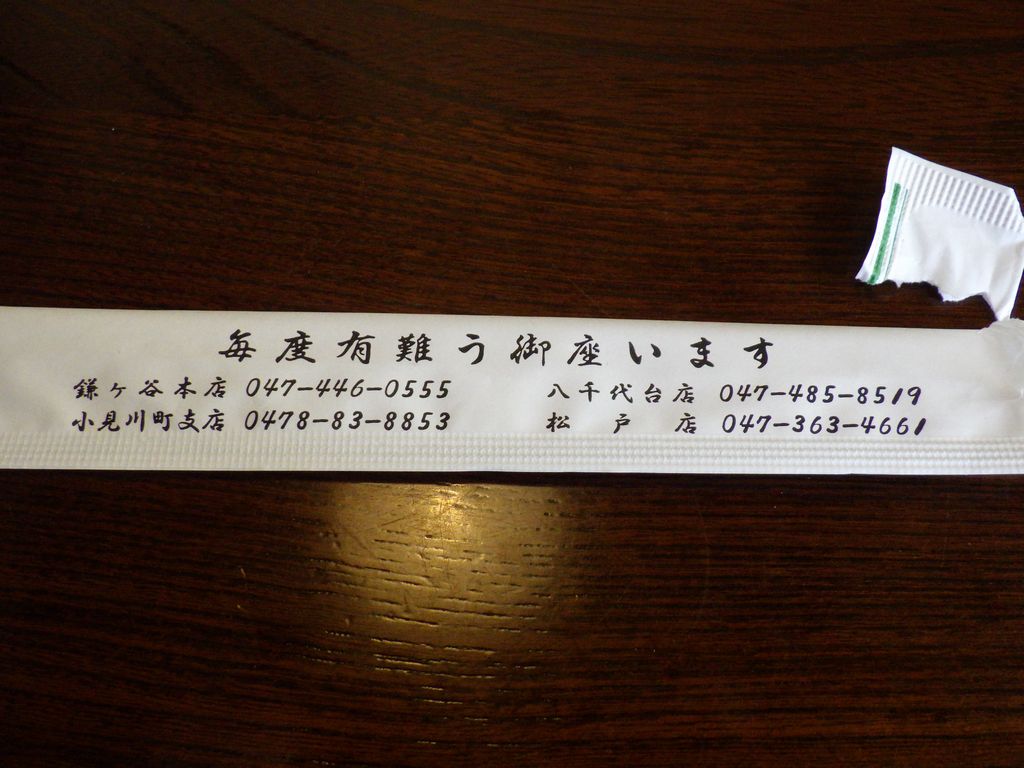 毎度有難う御座います
鎌ヶ谷本店 047-446-0555
八千代台店 047-485-8519
小見川町支店 0478-83-8853
松戸店 047-363-4661